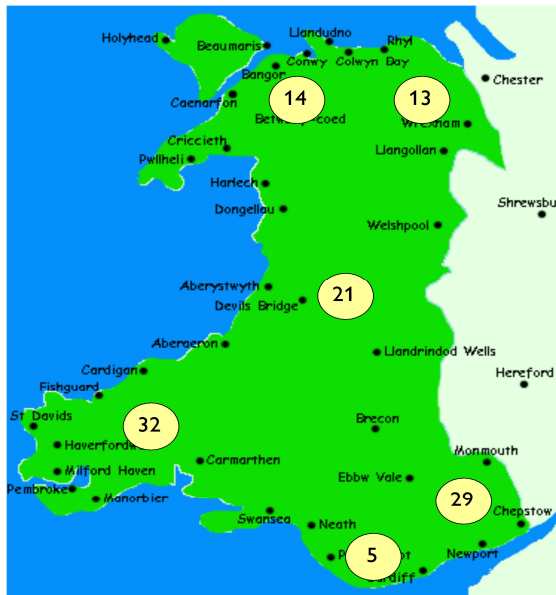 Llandudno
Holyhead
Beaumaris
Rhyl
Conwy
Colwyn Bay
Bangor
Chester
Caenarfon
14
13
Wrexham
Criccieth
Llangollan
Pwllheli
Harlech
Dongellau
Shrewsbu
Welshpool
Aberystwyth
Devils Bridge
21
Aberaeron
Llandrindod Wells
Cardigan
Hereford
Fishguard
St Davids
32
Brecon
Haverfordw
Monmouth
Carmarthen
Milford Haven
Ebbw Vale
Pembroke
Manorbier
29
Swansea
Neath
Chepstow
Newport
5